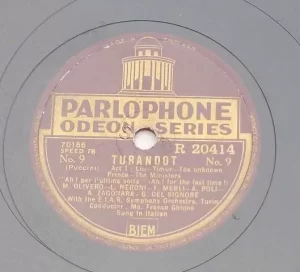 PARLOPHONE
ODEON SERIES
70166
SPEED 78
R 20414
No. 9 TURANDOT No. 9
(Puccini) Act I: Liu—Timur—The unknown
Prince—The Ministers
"Ah! per l'ultima volta"—Ah! for the last time!!
M. OLIVERO—L. NERONI—F. MERLI—A. POLI—
A. ZAGONARA—G. DEL SIGNORE
With the E.I.A.R. Symphony Orchestra, Turin
Conductor: Mo. Franco Ghione
Sung in Italian
BIEM